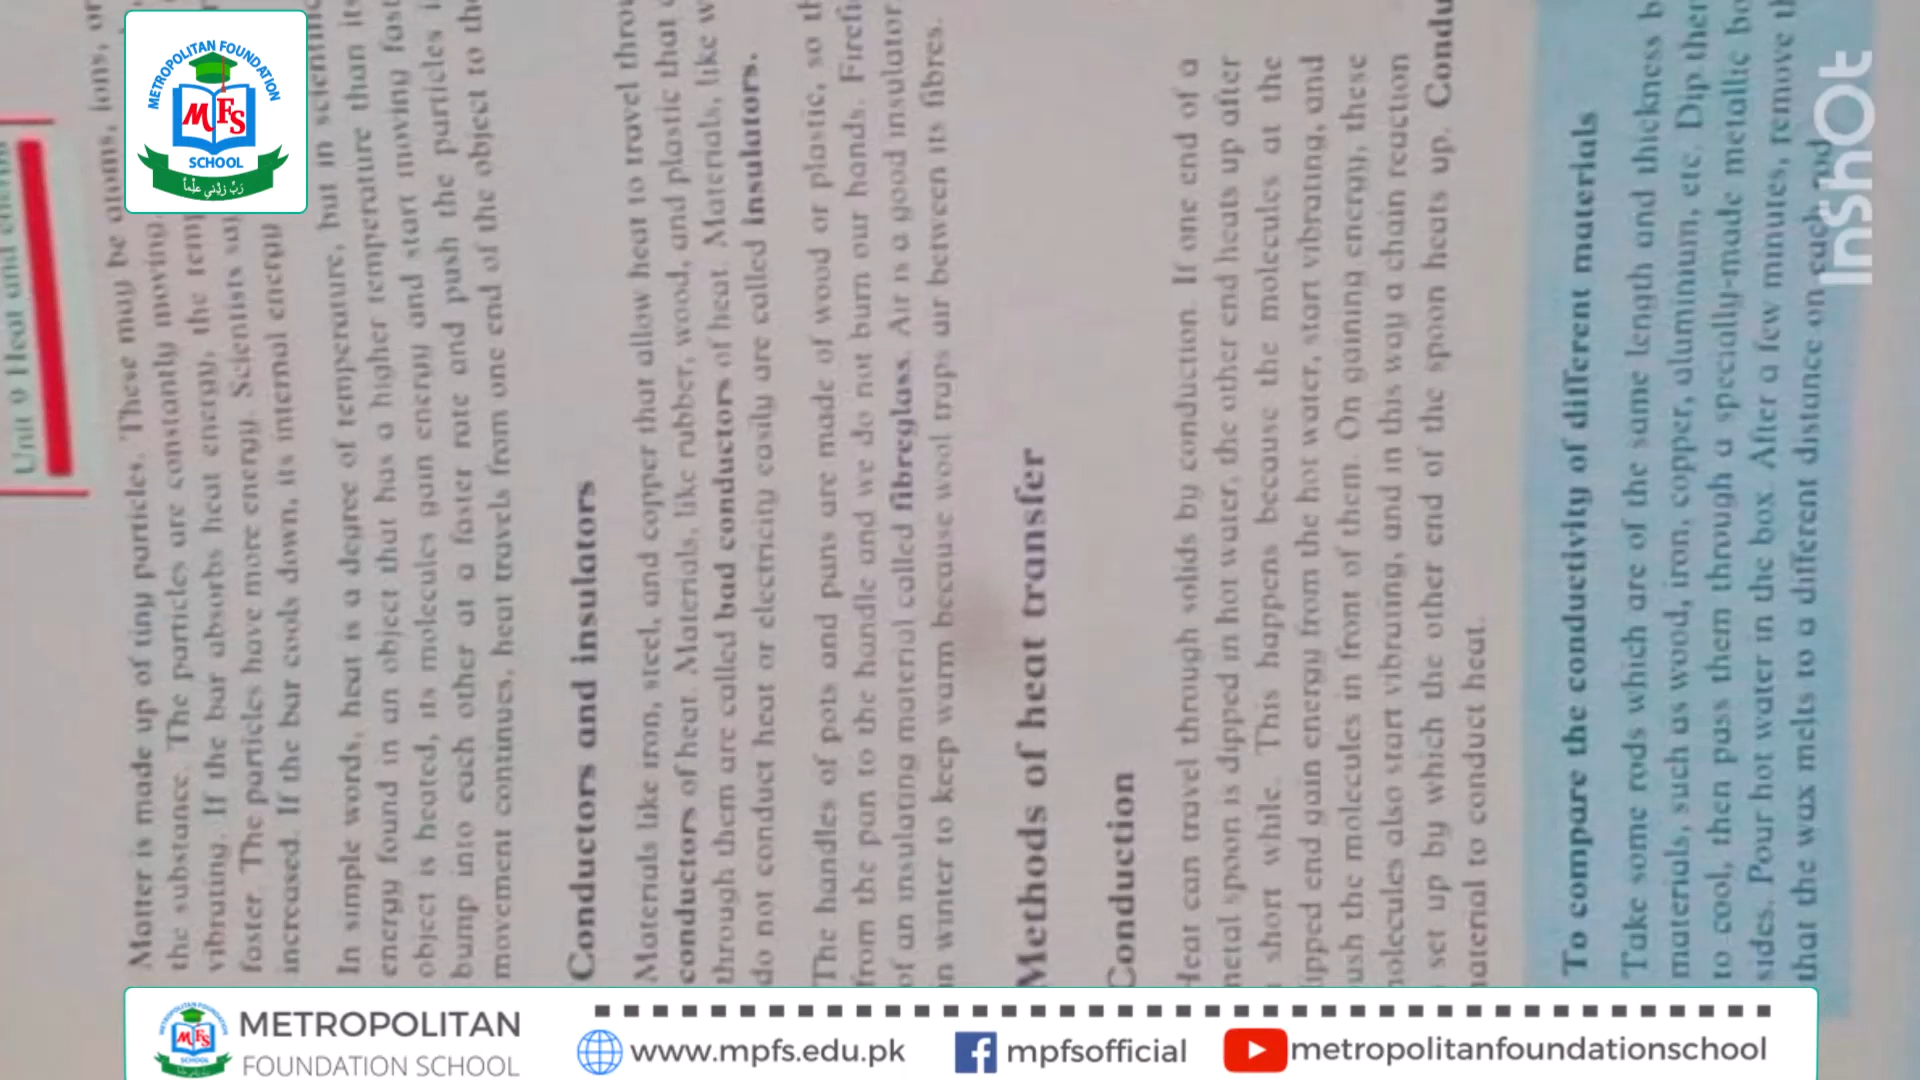 Unit 9 Heat and
Matter is made up of tiny particles. These may be atoms, ions, or
the substance. The particles are constantly moving
vibrating. If the bar absorbs heat energy, the
faster. The particles have more energy. Scientists
increased. If the bar cools down, its internal energy
In simple words, heat is a degree of temperature, but in
energy found in an object that has a higher temperature than
object is heated, its molecules gain energy and start moving
bump into each other at a faster rate and push the particles
movement continues, heat travels from one end of the object to
Conductors and insulators
Materials like iron, steel, and copper that allow heat to travel
conductors of heat. Materials, like rubber, wood, and plastic that
through them are called bad conductors of heat. Materials, like
do not conduct heat or electricity easily are called insulators.
The handles of pots and pans are made of wood or plastic, so
from the pan to the handle and we do not burn our hands.
of an insulating material called fibreglass. Air is a good insulator
in winter to keep warm because wool traps air between its fibres.
Methods of heat transfer
Conduction
Heat can travel through solids by conduction. If one end of a
metal spoon is dipped in hot water, the other end heats up after
short while. This happens because the molecules at the
ipped end gain energy from the hot water, start vibrating, and
ush the molecules in front of them. On gaining energy, these
molecules also start vibrating, and in this way a chain reaction
set up by which the other end of the spoon heats up.
material to conduct heat.
To compare the conductivity of different materials
Take some rods which are of the same length and thickness
materials, such as wood, iron, copper, aluminium, etc. Dip
to cool, then pass them through a specially-made metallic
sides. Pour hot water in the box. After a few minutes, remove
that the wax melts to a different distance on each rod
InShOt
METROPOLITAN FOUNDATION
MFS
SCHOOL
رَبِّ زِدْنِي عِلْمًا
METROPOLITAN
FOUNDATION SCHOOL
www.mpfs.edu.pk
mpfsofficial
metropolitanfoundationschool